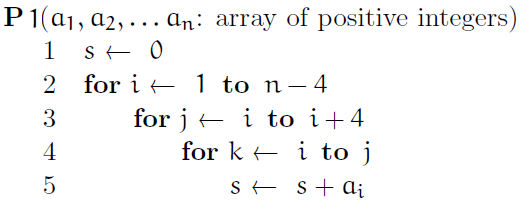 P1(a₁, a₂, … aₙ: array of positive integers)
1 s ← 0
2 for i ← 1 to n − 4
3 for j ← i to i + 4
4 for k ← i to j
5 s ← s + aᵢ